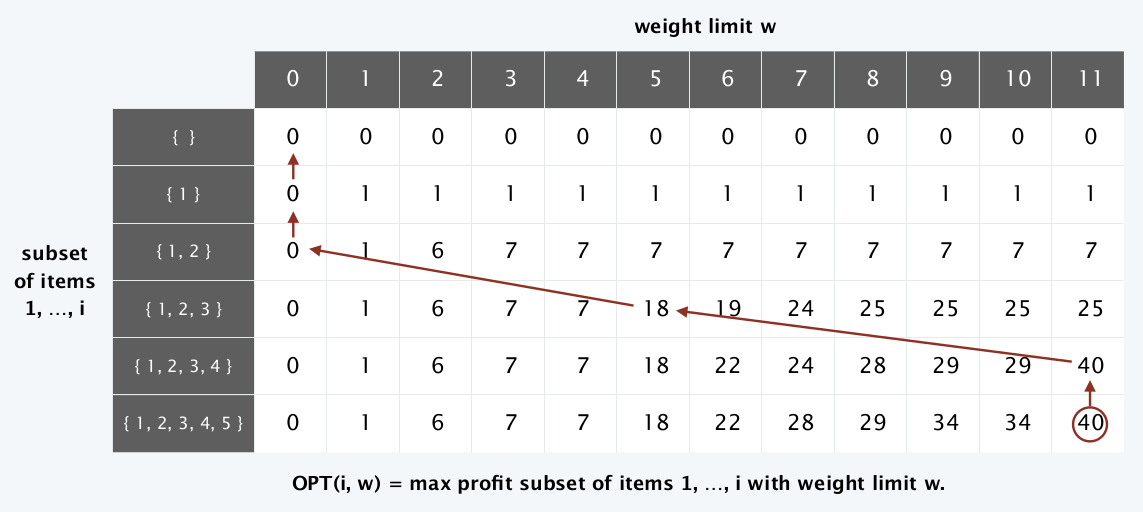 weight limit w
0 1 2 3 4 5 6 7 8 9 10 11
{ } 0 0 0 0 0 0 0 0 0 0 0 0
{ 1 } 0 1 1 1 1 1 1 1 1 1 1 1
{ 1, 2 } 0 1 6 7 7 7 7 7 7 7 7 7
subset
of items
1, …, i
{ 1, 2, 3 } 0 1 6 7 7 18 19 24 25 25 25 25
{ 1, 2, 3, 4 } 0 1 6 7 7 18 22 24 28 29 29 40
{ 1, 2, 3, 4, 5 } 0 1 6 7 7 18 22 28 29 34 34 40
OPT(i, w) = max profit subset of items 1, …, i with weight limit w.